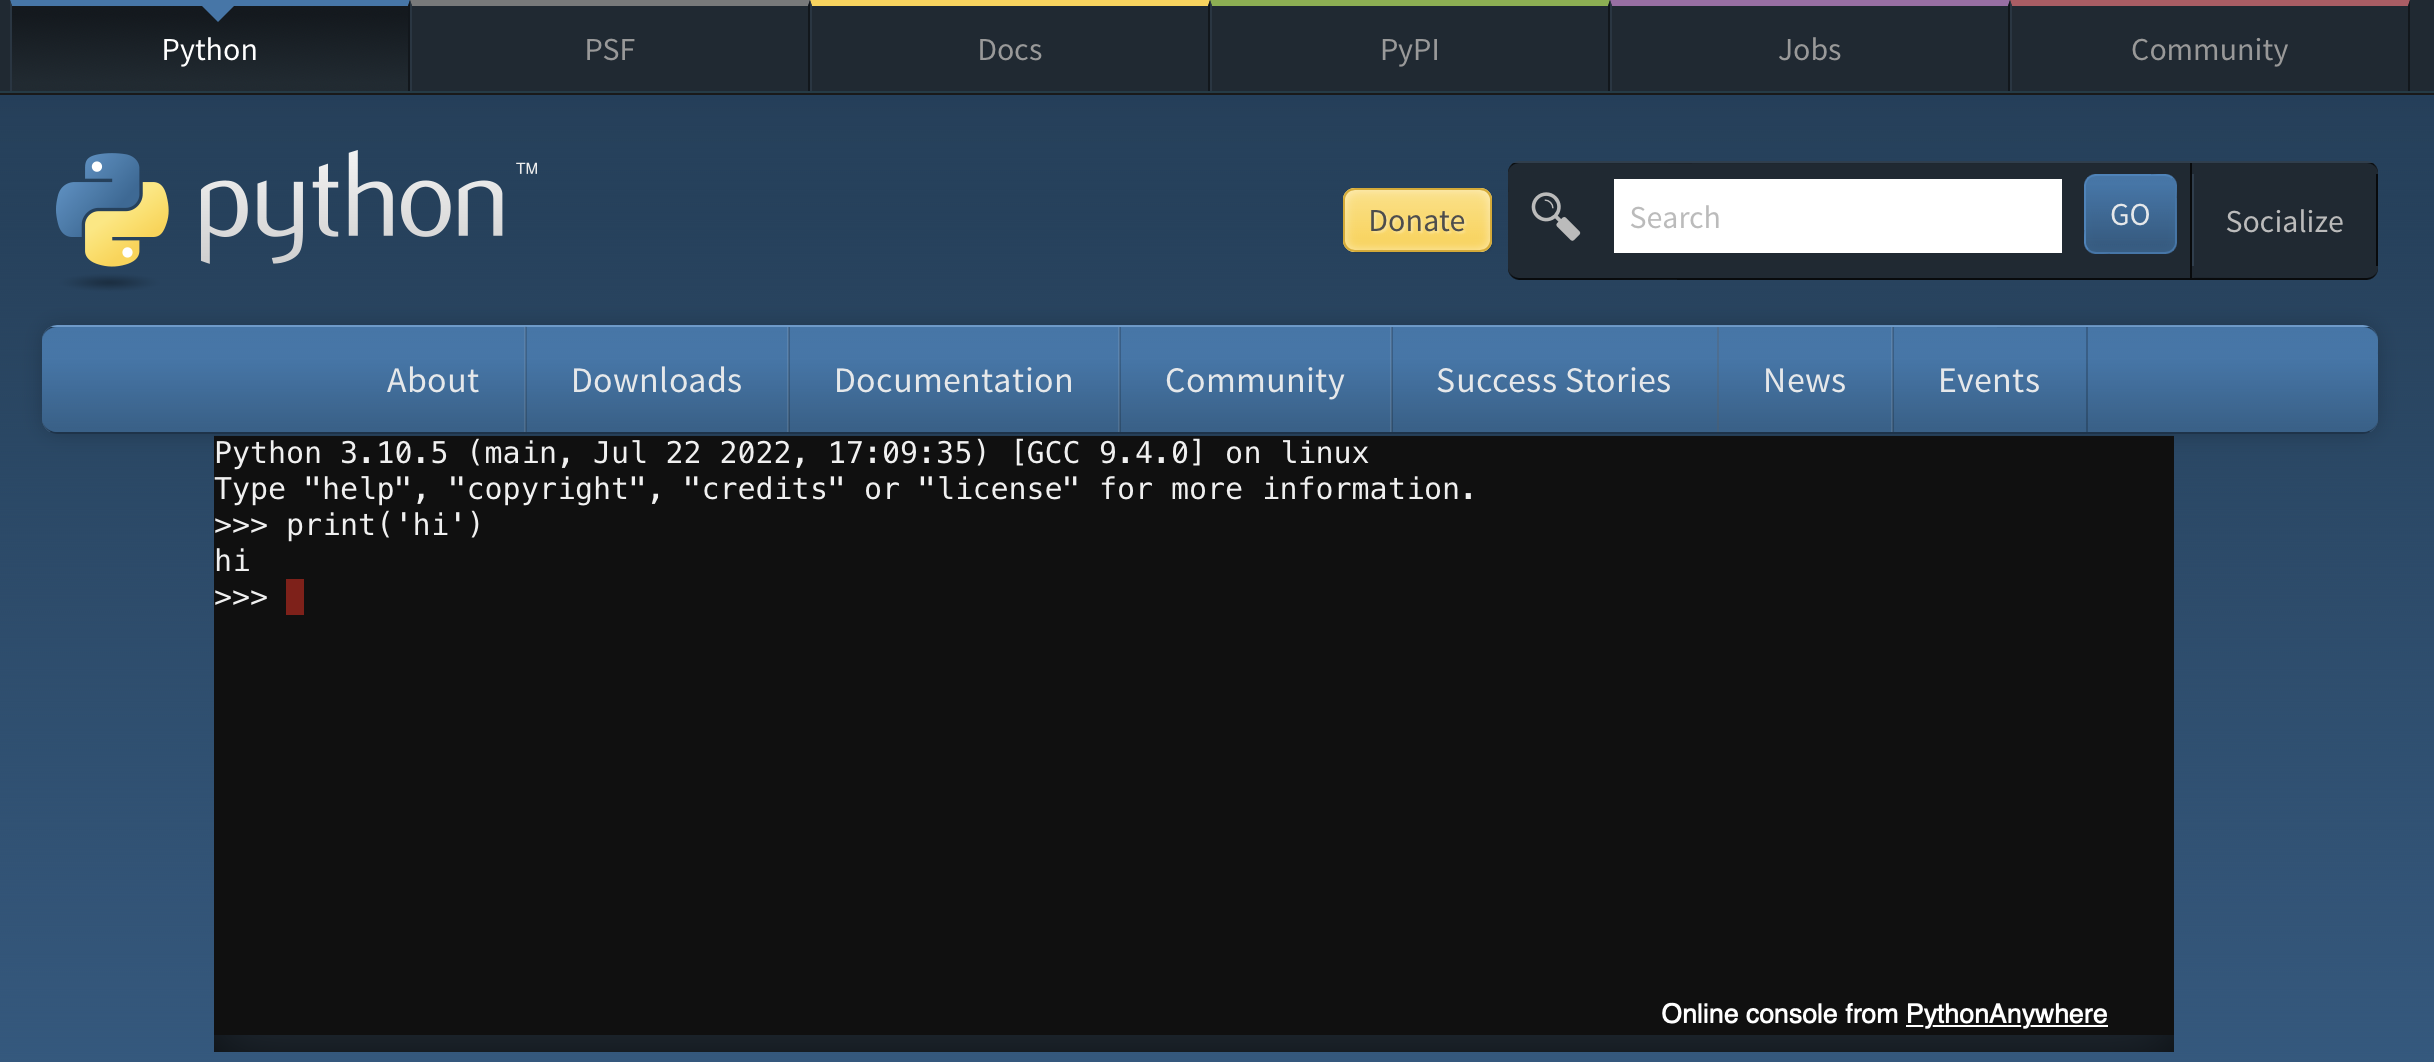 Python PSF Docs PyPI Jobs Community
python™
Donate Search GO Socialize
About Downloads Documentation Community Success Stories News Events
Python 3.10.5 (main, Jul 22 2022, 17:09:35) [GCC 9.4.0] on linux
Type "help", "copyright", "credits" or "license" for more information.
>>> print('hi')
hi
>>>
Online console from PythonAnywhere